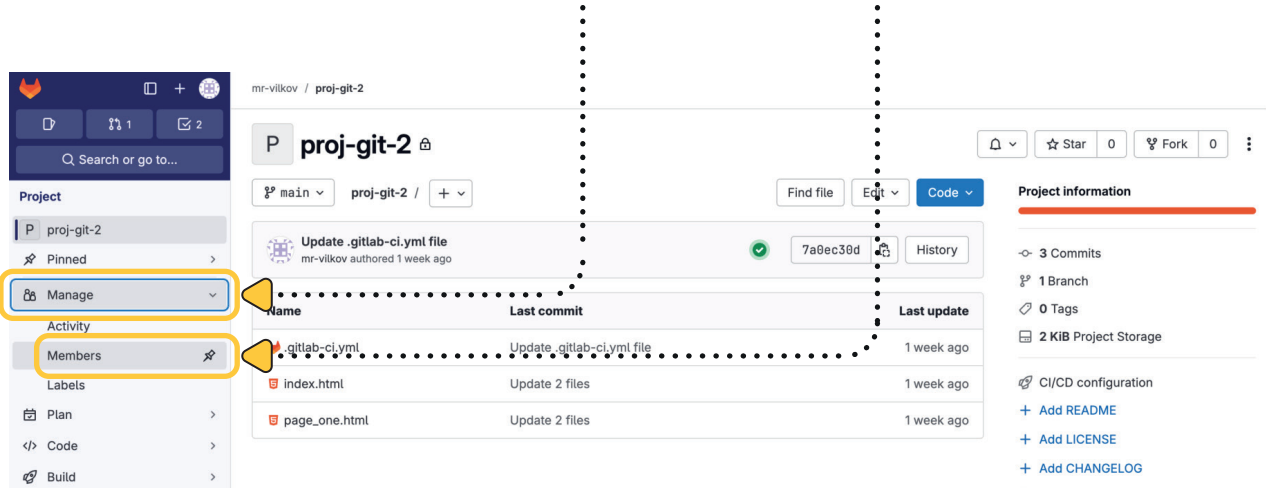 mr-vilkov / proj-git-2
1
2
Search or go to...
Project
P proj-git-2
Pinned
Manage
Activity
Members
Labels
Plan
Code
Build
P proj-git-2
Star 0
Fork 0
main
proj-git-2 / +
Find file
Edit
Code
Update .gitlab-ci.yml file
mr-vilkov authored 1 week ago
7a0ec30d
History
Name Last commit Last update
.gitlab-ci.yml Update .gitlab-ci.yml file 1 week ago
index.html Update 2 files 1 week ago
page_one.html Update 2 files 1 week ago
Project information
3 Commits
1 Branch
0 Tags
2 KiB Project Storage
CI/CD configuration
+ Add README
+ Add LICENSE
+ Add CHANGELOG